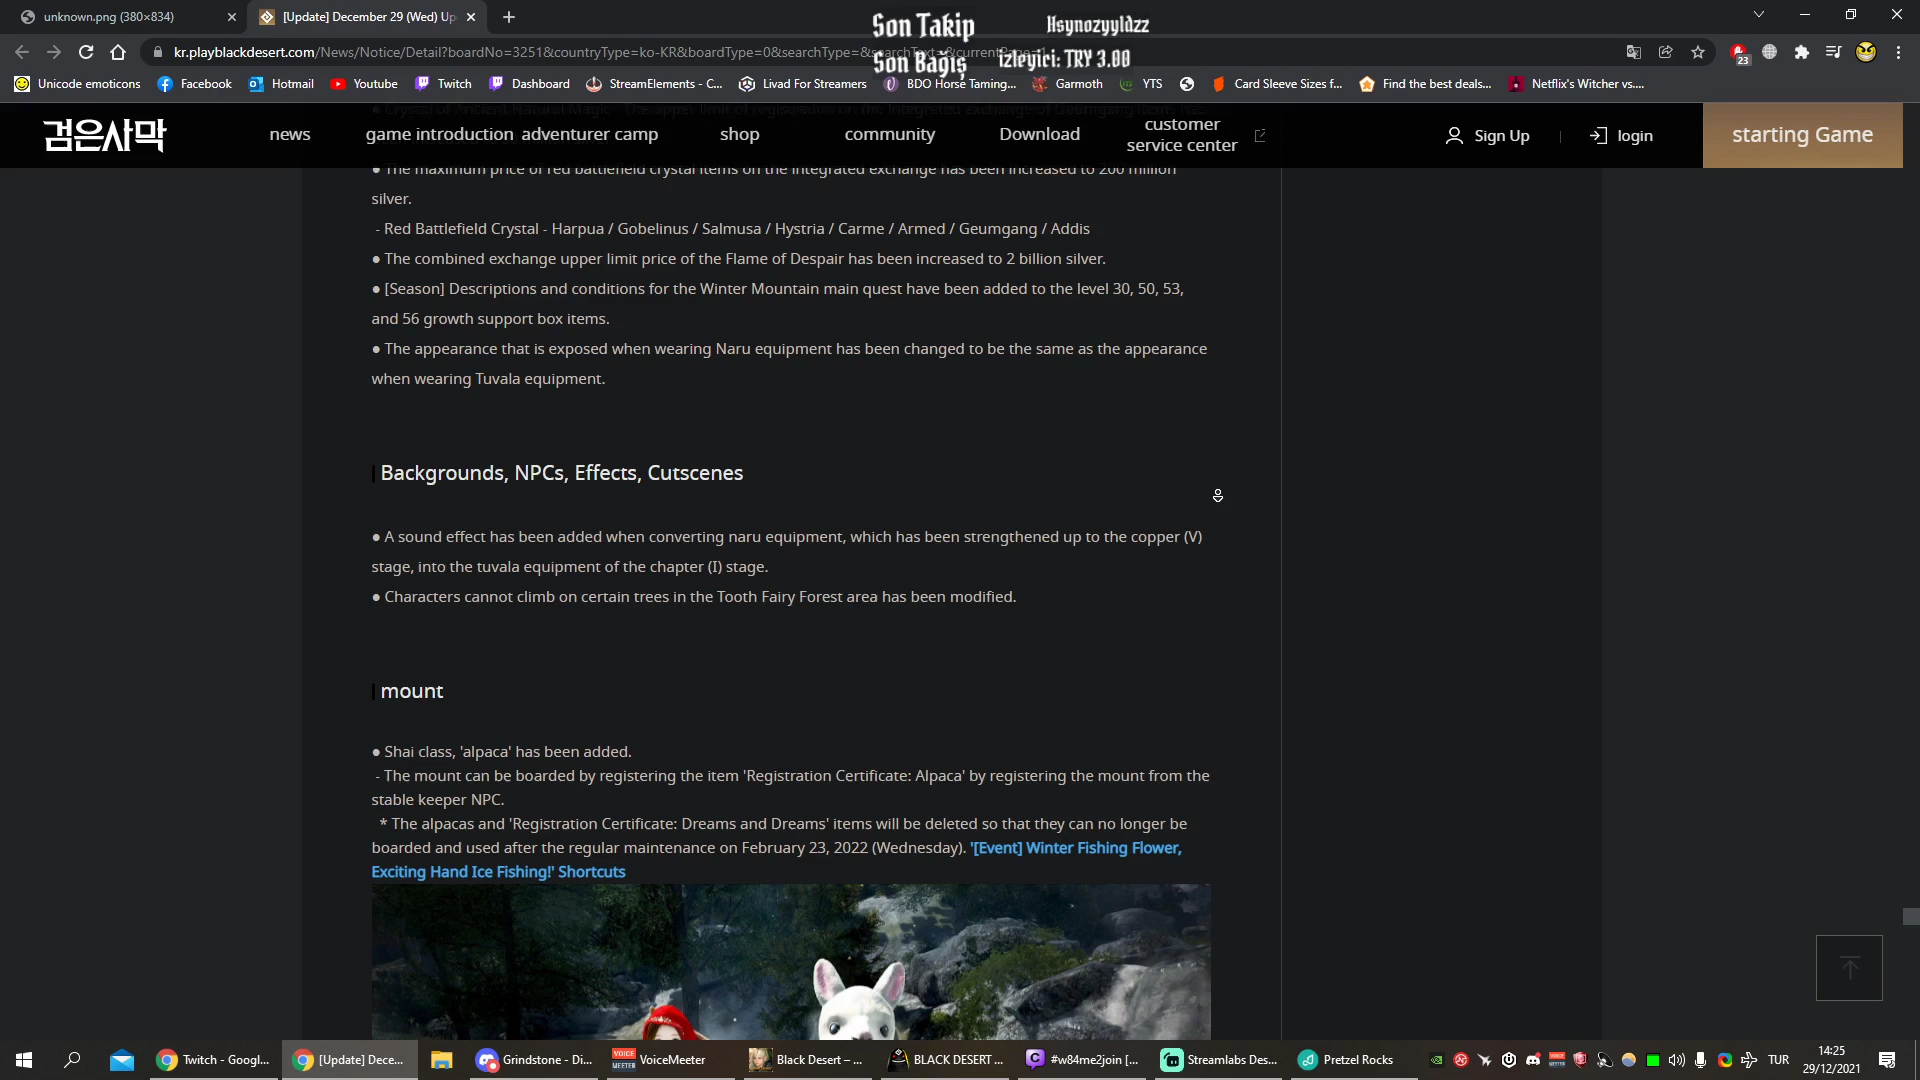 unknown.png (380×834)
[Update] December 29 (Wed) Up
Son Takip
Hsynozyyldzz
kr.playblackdesert.com/News/Notice/Detail?boardNo=3251&countryType=ko-KR&boardType=0&searchType=&searchText=&currentPage=1
Son Bağış
izleyici: TRY 3.00
23
Unicode emoticons
Facebook
Hotmail
Youtube
Twitch
Dashboard
StreamElements - C...
Livad For Streamers
BDO Horse Taming...
Garmoth
YTS
Card Sleeve Sizes f...
Find the best deals...
Netflix's Witcher vs....
검은사막
news
game introduction
adventurer camp
shop
community
Download
customer
service center
Sign Up
login
starting Game
● The maximum price of red battlefield crystal items on the integrated exchange has been increased to 200 million
silver.
- Red Battlefield Crystal - Harpua / Gobelinus / Salmusa / Hystria / Carme / Armed / Geumgang / Addis
● The combined exchange upper limit price of the Flame of Despair has been increased to 2 billion silver.
● [Season] Descriptions and conditions for the Winter Mountain main quest have been added to the level 30, 50, 53,
and 56 growth support box items.
● The appearance that is exposed when wearing Naru equipment has been changed to be the same as the appearance
when wearing Tuvala equipment.
Backgrounds, NPCs, Effects, Cutscenes
● A sound effect has been added when converting naru equipment, which has been strengthened up to the copper (V)
stage, into the tuvala equipment of the chapter (I) stage.
● Characters cannot climb on certain trees in the Tooth Fairy Forest area has been modified.
mount
● Shai class, 'alpaca' has been added.
- The mount can be boarded by registering the item 'Registration Certificate: Alpaca' by registering the mount from the
stable keeper NPC.
* The alpacas and 'Registration Certificate: Dreams and Dreams' items will be deleted so that they can no longer be
boarded and used after the regular maintenance on February 23, 2022 (Wednesday). '[Event] Winter Fishing Flower,
Exciting Hand Ice Fishing!' Shortcuts
Twitch - Googl...
[Update] Dece...
Grindstone - Di...
VoiceMeeter
Black Desert – ...
BLACK DESERT ...
#w84me2join [...
Streamlabs Des...
Pretzel Rocks
TUR
14:25
29/12/2021